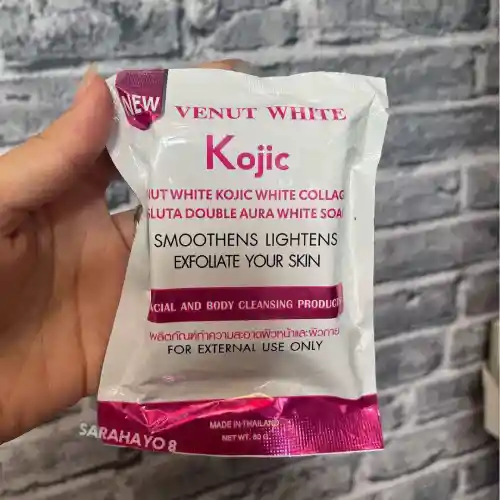 NEW
VENUT WHITE
Kojic
NUT WHITE KOJIC WHITE COLLAG
GLUTA DOUBLE AURA WHITE SOA
SMOOTHENS LIGHTENS
EXFOLIATE YOUR SKIN
ACIAL AND BODY CLEANSING PRODUCT
ผลิตภัณฑ์ทำความสะอาดผิวหน้าและผิวกาย
FOR EXTERNAL USE ONLY
MADE IN THAILAND
NET WT. 80 G.
SARAHAYO 8